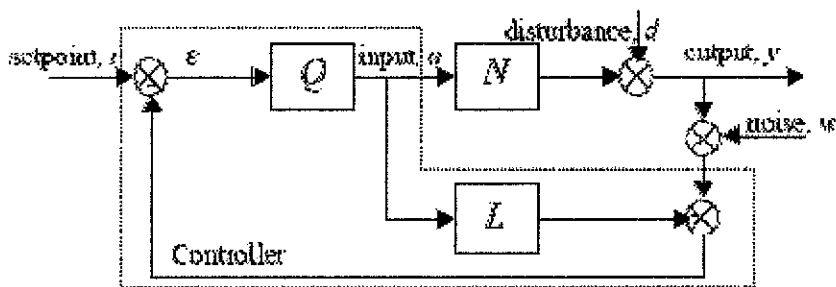 disturbance, d
setpoint, r
ε
Q
input, u
N
output, y
noise, w
L
Controller